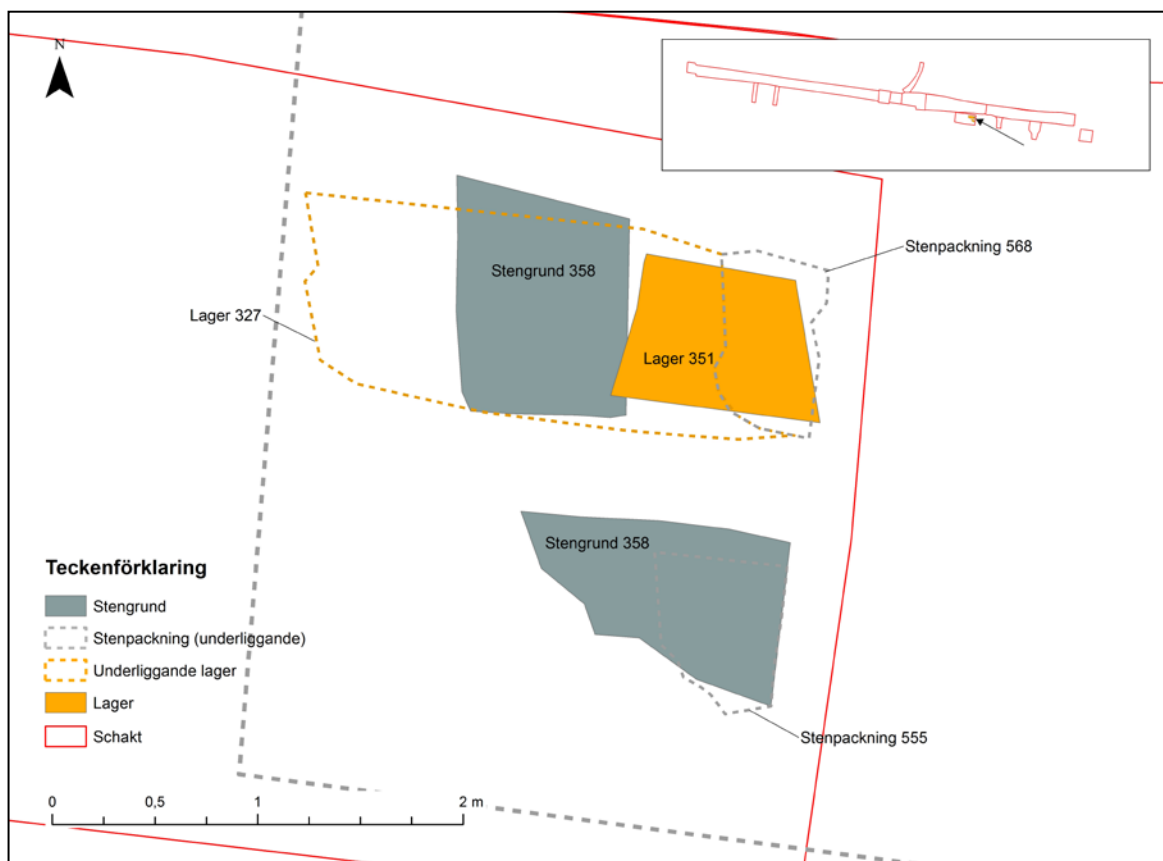 N
Stenpackning 568
Stengrund 358
Lager 327
Lager 351
Stengrund 358
Teckenförklaring
Stengrund
Stenpackning (underliggande)
Underliggande lager
Lager
Schakt
Stenpackning 555
0 0,5 1 2 m